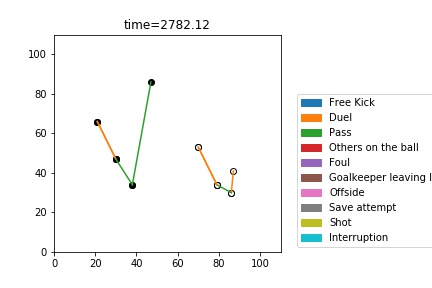 time=2782.12
100
80
60
40
20
0
0 20 40 60 80 100
Free Kick
Duel
Pass
Others on the ball
Foul
Goalkeeper leaving l
Offside
Save attempt
Shot
Interruption